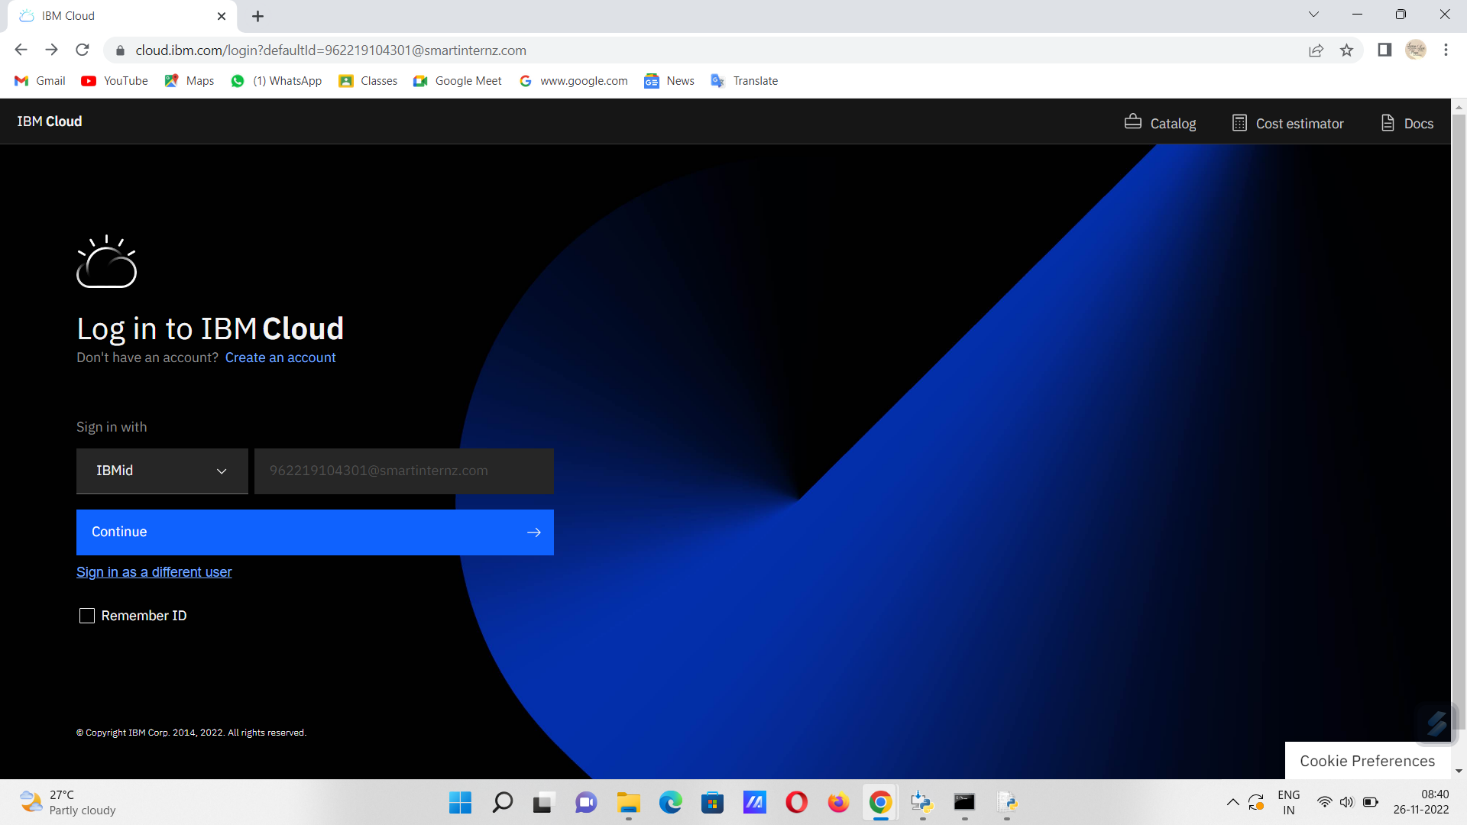 IBM Cloud
cloud.ibm.com/login?defaultId=962219104301@smartinternz.com
Gmail YouTube Maps (1) WhatsApp Classes Google Meet www.google.com News Translate
IBM Cloud Catalog Cost estimator Docs
Log in to IBM Cloud
Don't have an account? Create an account
Sign in with
IBMid 962219104301@smartinternz.com
Continue
Sign in as a different user
Remember ID
© Copyright IBM Corp. 2014, 2022. All rights reserved.
Cookie Preferences
27°C
Partly cloudy
ENG
IN
08:40
26-11-2022